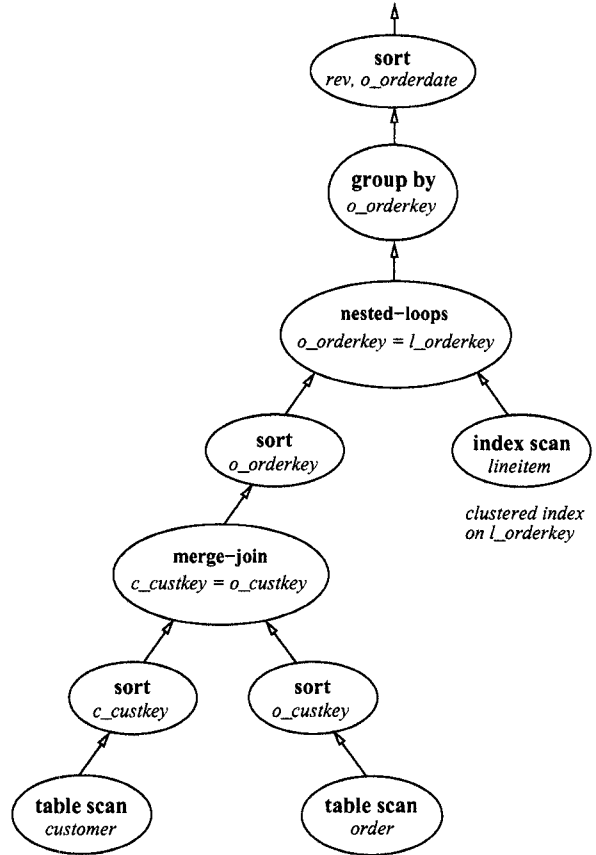 sort
rev, o_orderdate
group by
o_orderkey
nested-loops
o_orderkey = l_orderkey
sort
o_orderkey
index scan
lineitem
clustered index
on l_orderkey
merge-join
c_custkey = o_custkey
sort
c_custkey
sort
o_custkey
table scan
customer
table scan
order